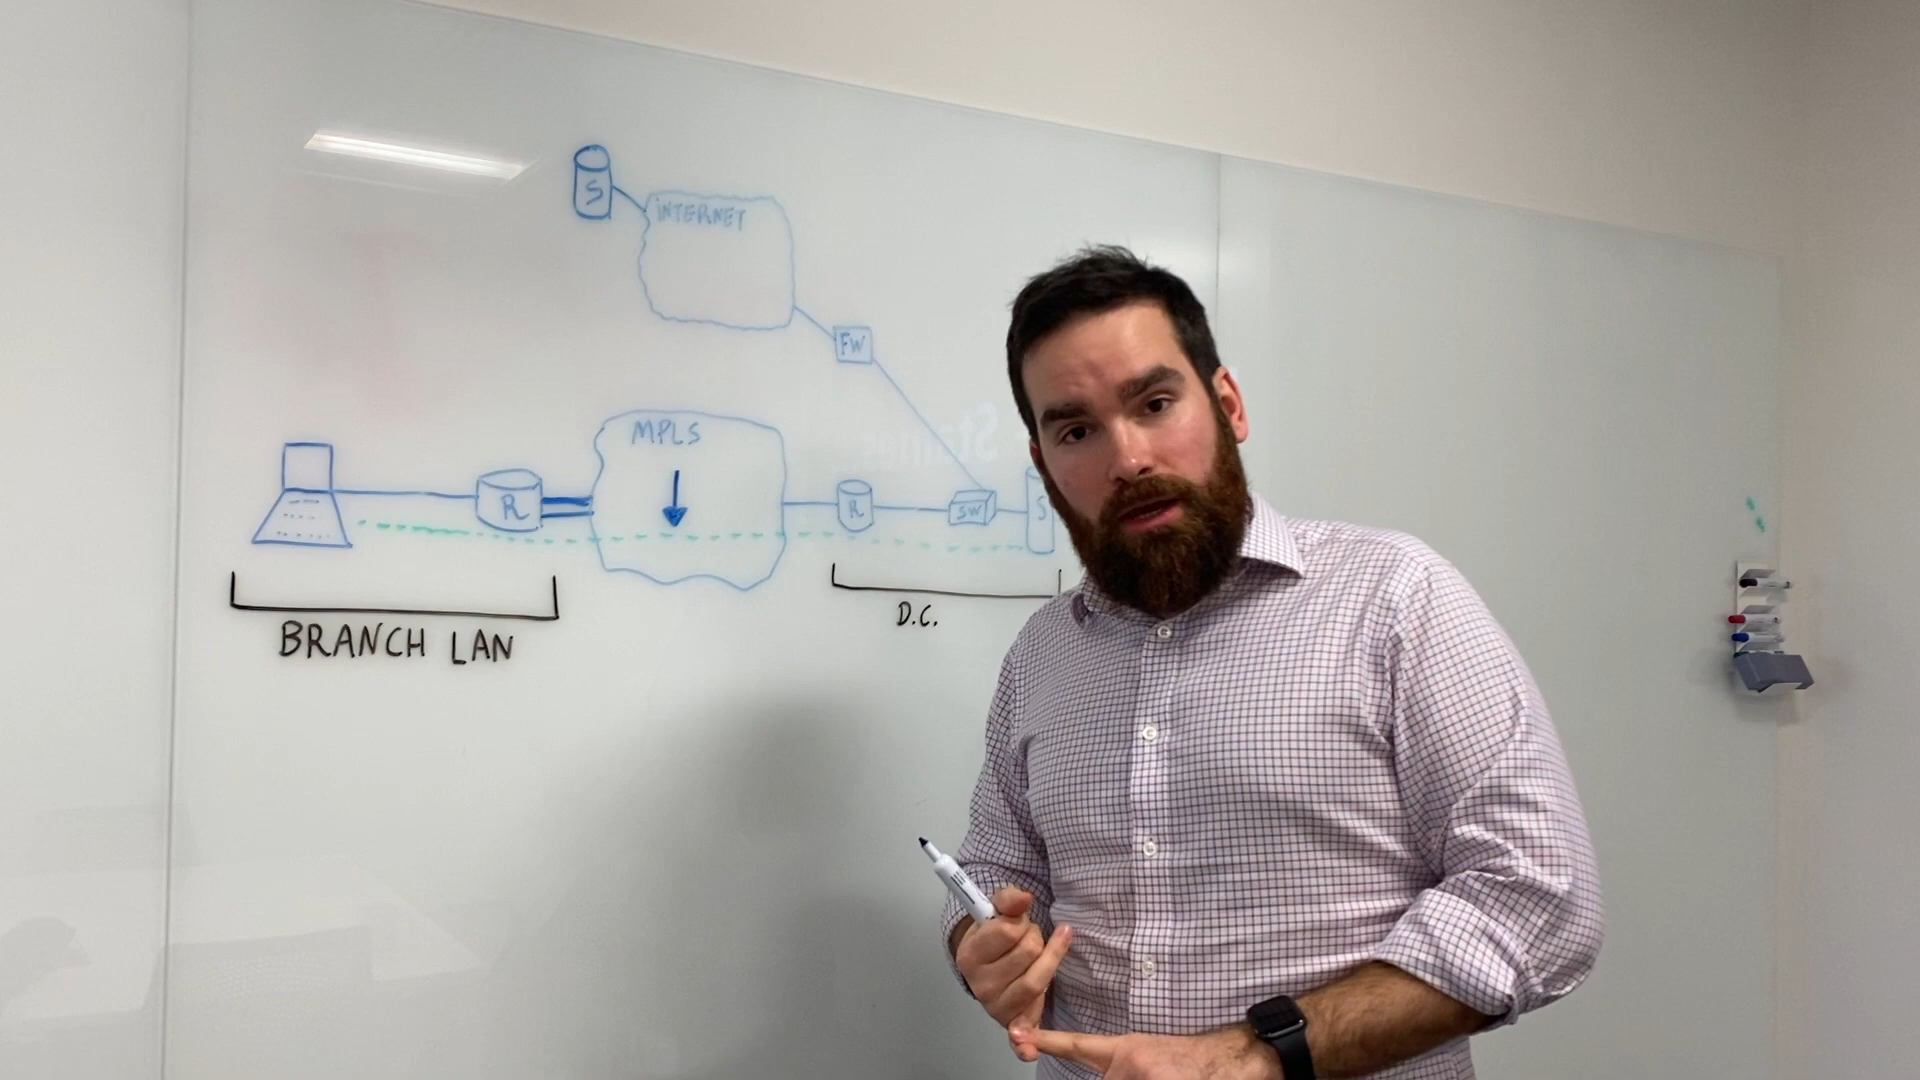 S
INTERNET
FW
MPLS
R
R
SW
S
BRANCH LAN
D.C.